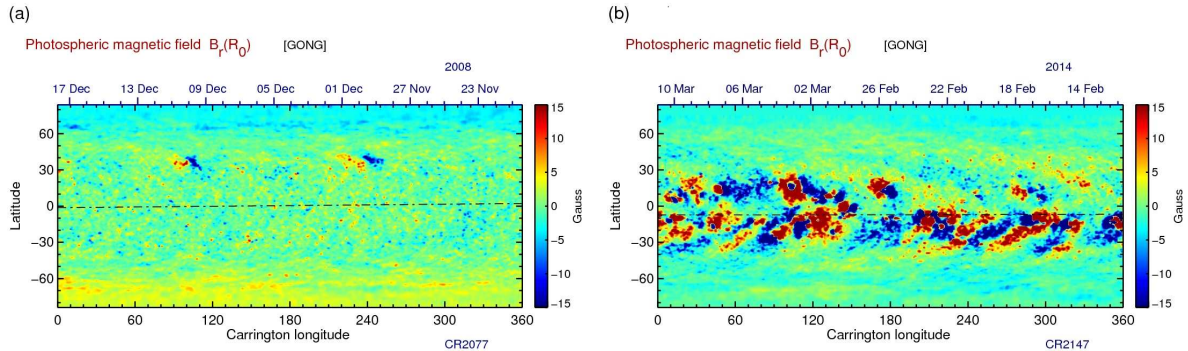 (a)
Photospheric magnetic field B_r(R_0) [GONG]
2008
17 Dec 13 Dec 09 Dec 05 Dec 01 Dec 27 Nov 23 Nov
60
30
0
−30
−60
Latitude
0 60 120 180 240 300 360
Carrington longitude
CR2077
15
10
5
0
−5
−10
−15
Gauss
(b)
Photospheric magnetic field B_r(R_0) [GONG]
2014
10 Mar 06 Mar 02 Mar 26 Feb 22 Feb 18 Feb 14 Feb
60
30
0
−30
−60
Latitude
0 60 120 180 240 300 360
Carrington longitude
CR2147
15
10
5
0
−5
−10
−15
Gauss